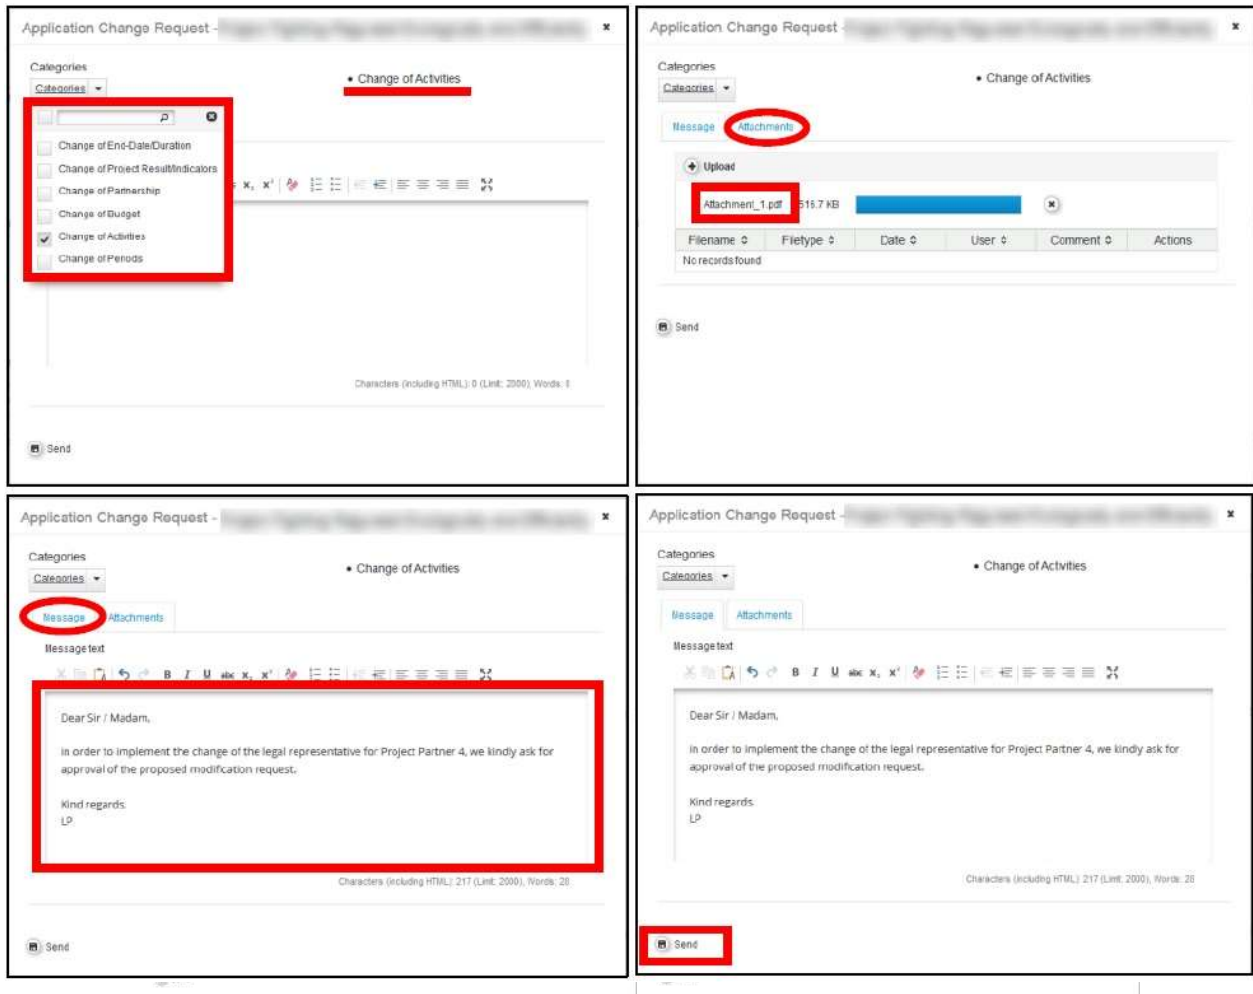 Application Change Request -
Categories
Categories
• Change of Activities
Change of End-Date/Duration
Change of Project Result/Indicators
Change of Partnership
Change of Budget
Change of Activities
Change of Periods
Characters (including HTML): 0 (Limit: 2000), Words: 0
Send
Application Change Request -
Categories
Categories
• Change of Activities
Message Attachments
Upload
Attachment_1.pdf 516.7 KB
Filename Filetype Date User Comment Actions
No records found
Send
Application Change Request -
Categories
Categories
• Change of Activities
Message Attachments
Message text
B I U abc x₂ x²
Dear Sir / Madam,
In order to implement the change of the legal representative for Project Partner 4, we kindly ask for
approval of the proposed modification request.
Kind regards
LP
Characters (including HTML): 217 (Limit: 2000), Words: 28
Send
Application Change Request -
Categories
Categories
• Change of Activities
Message Attachments
Message text
B I U abc x₂ x²
Dear Sir / Madam,
In order to implement the change of the legal representative for Project Partner 4, we kindly ask for
approval of the proposed modification request.
Kind regards
LP
Characters (including HTML): 217 (Limit: 2000), Words: 28
Send